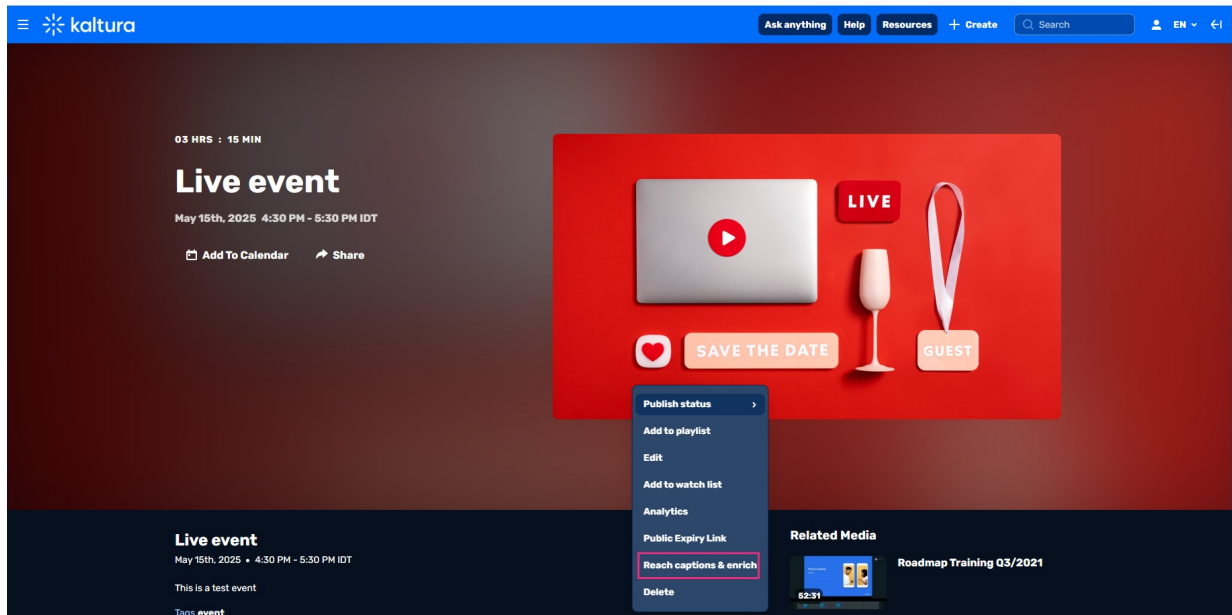 kaltura
Ask anything
Help
Resources
Create
Search
EN
03 HRS : 15 MIN
Live event
May 15th, 2025 4:30 PM - 5:30 PM IDT
Add To Calendar
Share
LIVE
SAVE THE DATE
GUEST
Publish status
Add to playlist
Edit
Add to watch list
Analytics
Public Expiry Link
Reach captions & enrich
Delete
Live event
May 15th, 2025 • 4:30 PM - 5:30 PM IDT
This is a test event
Tags event
Related Media
52:31
Roadmap Training Q3/2021